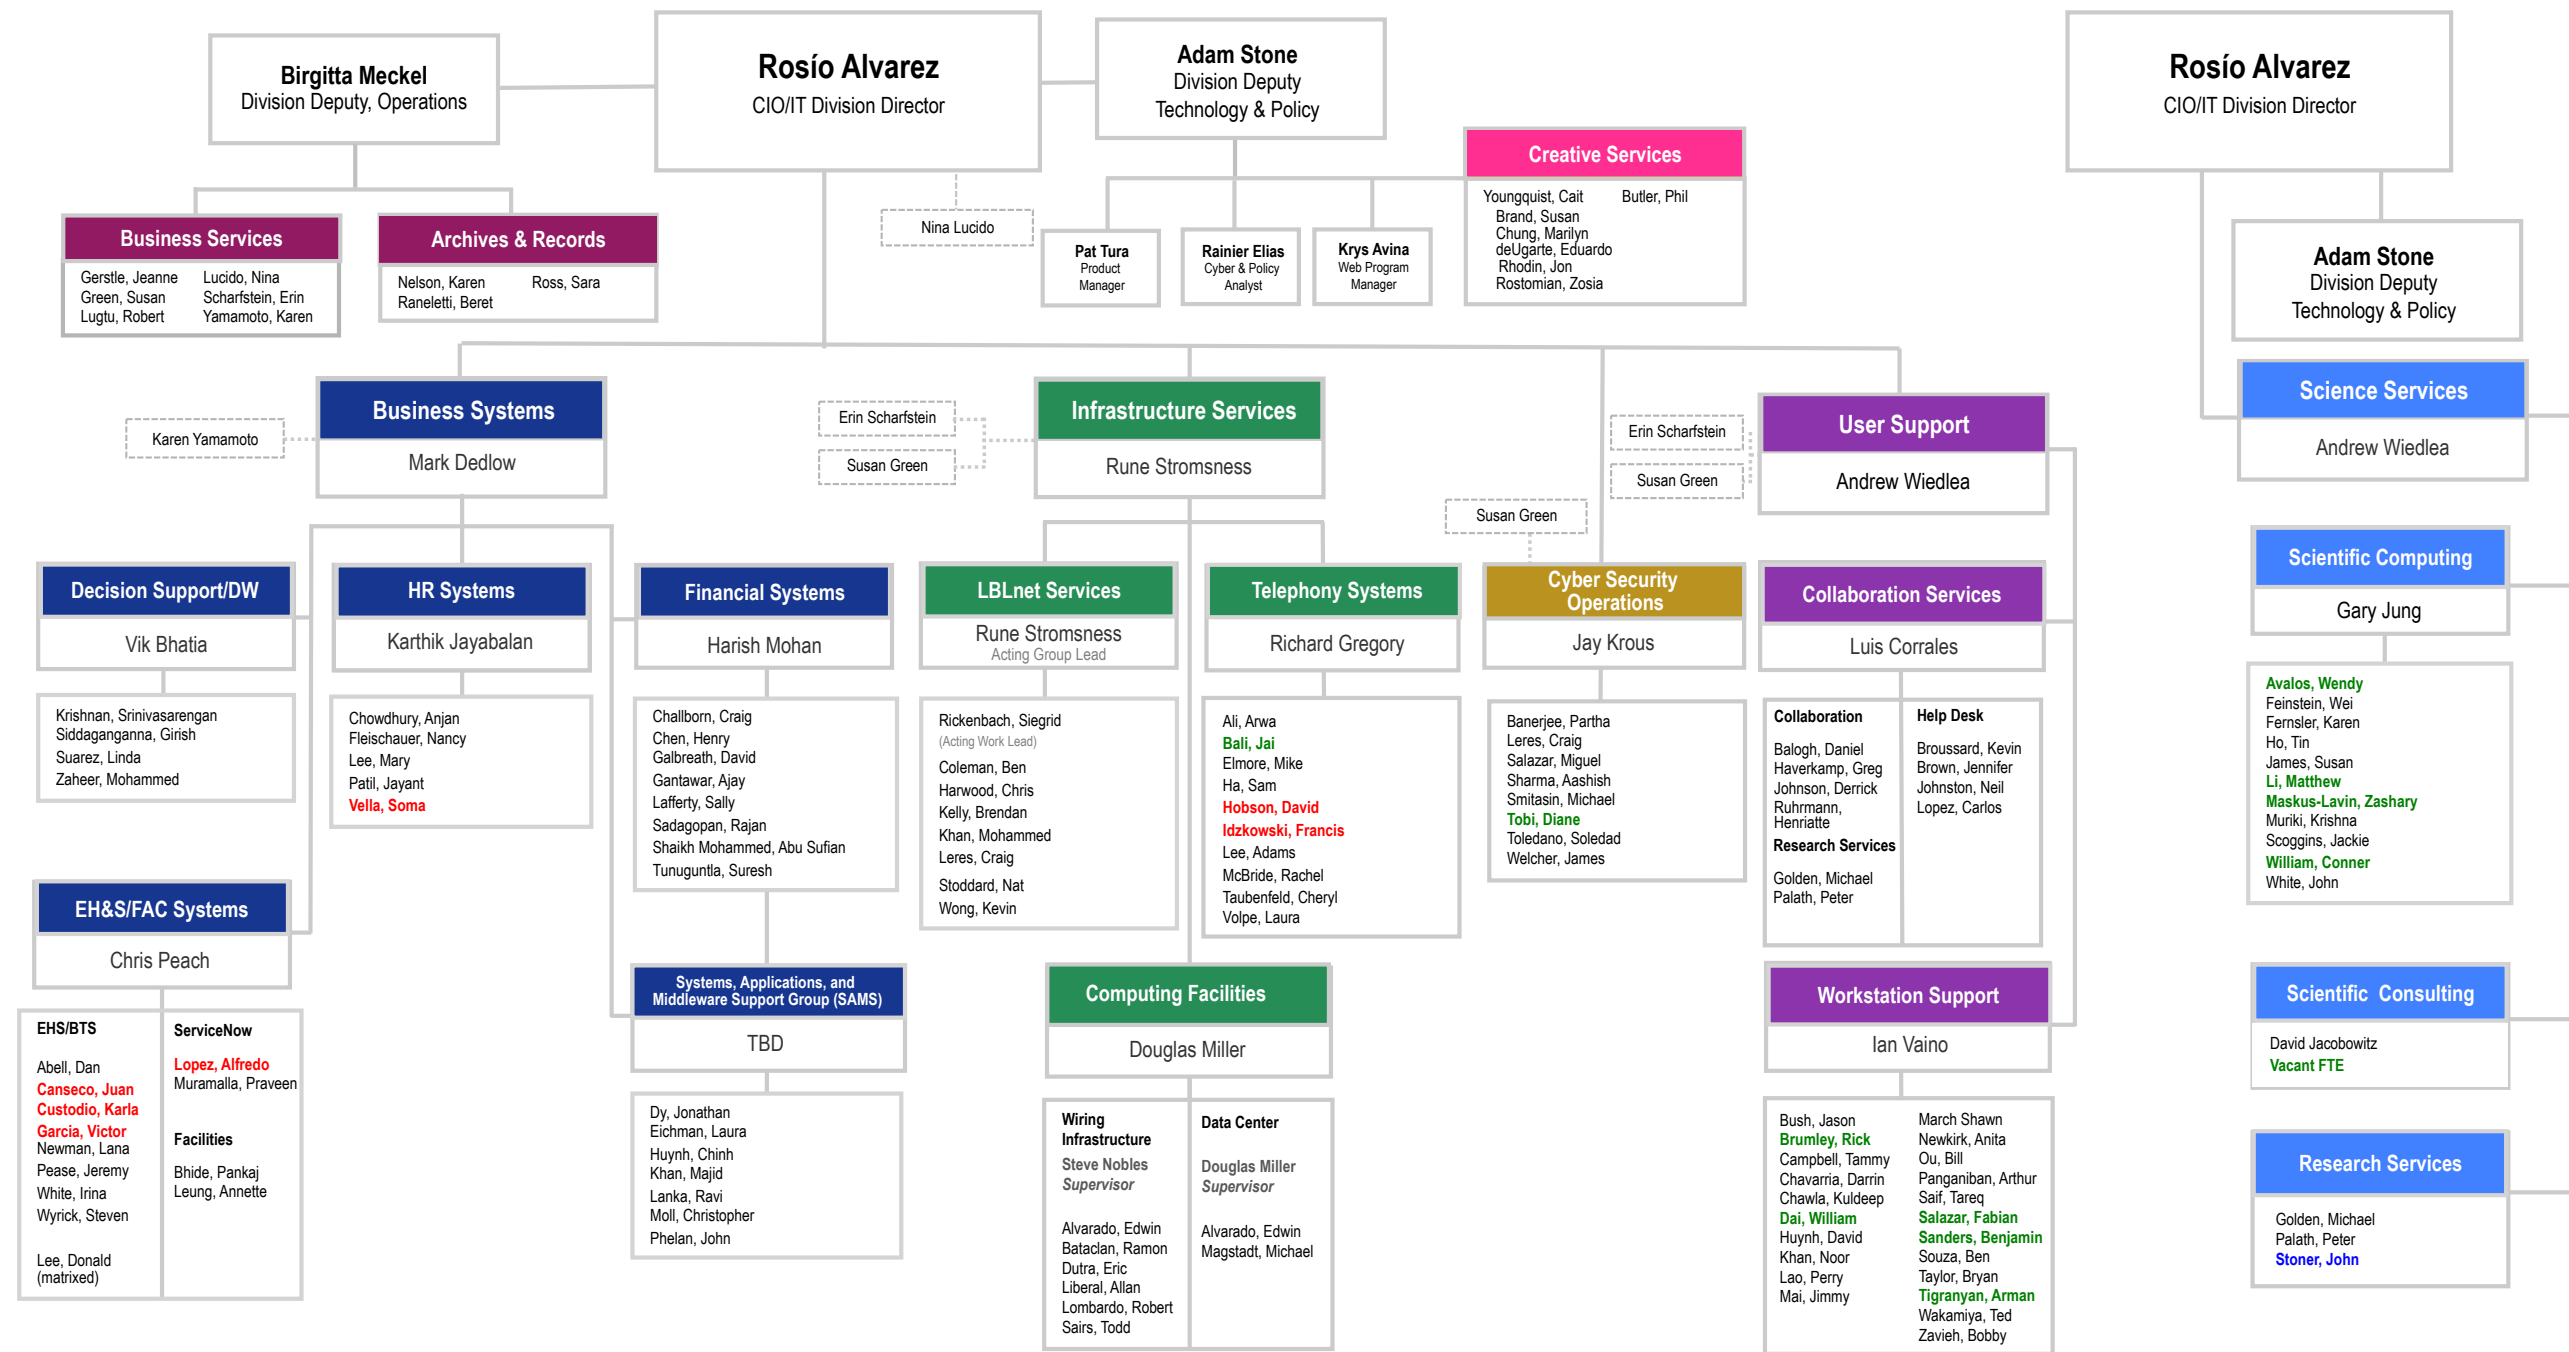 Birgitta Meckel
Division Deputy, Operations
Rosío Alvarez
CIO/IT Division Director
Adam Stone
Division Deputy
Technology & Policy
Rosío Alvarez
CIO/IT Division Director
Business Services
Gerstle, Jeanne
Green, Susan
Lugtu, Robert
Lucido, Nina
Scharfstein, Erin
Yamamoto, Karen
Archives & Records
Nelson, Karen
Raneletti, Beret
Ross, Sara
Nina Lucido
Pat Tura
Product
Manager
Rainier Elias
Cyber & Policy
Analyst
Krys Avina
Web Program
Manager
Creative Services
Youngquist, Cait
Brand, Susan
Chung, Marilyn
deUgarte, Eduardo
Rhodin, Jon
Rostomian, Zosia
Butler, Phil
Adam Stone
Division Deputy
Technology & Policy
Business Systems
Mark Dedlow
Karen Yamamoto
Infrastructure Services
Rune Stromsness
Erin Scharfstein
Susan Green
User Support
Andrew Wiedlea
Erin Scharfstein
Susan Green
Susan Green
Science Services
Andrew Wiedlea
Decision Support/DW
Vik Bhatia
Krishnan, Srinivasarengan
Siddaganganna, Girish
Suarez, Linda
Zaheer, Mohammed
HR Systems
Karthik Jayabalan
Chowdhury, Anjan
Fleischauer, Nancy
Lee, Mary
Patil, Jayant
Vella, Soma
Financial Systems
Harish Mohan
Challborn, Craig
Chen, Henry
Galbreath, David
Gantawar, Ajay
Lafferty, Sally
Sadagopan, Rajan
Shaikh Mohammed, Abu Sufian
Tunuguntla, Suresh
LBLnet Services
Rune Stromsness
Acting Group Lead
Rickenbach, Siegrid
(Acting Work Lead)
Coleman, Ben
Harwood, Chris
Kelly, Brendan
Khan, Mohammed
Leres, Craig
Stoddard, Nat
Wong, Kevin
Telephony Systems
Richard Gregory
Ali, Arwa
Bali, Jai
Elmore, Mike
Ha, Sam
Hobson, David
Idzkowski, Francis
Lee, Adams
McBride, Rachel
Taubenfeld, Cheryl
Volpe, Laura
Cyber Security
Operations
Jay Krous
Banerjee, Partha
Leres, Craig
Salazar, Miguel
Sharma, Aashish
Smitasin, Michael
Tobi, Diane
Toledano, Soledad
Welcher, James
Collaboration Services
Luis Corrales
Collaboration
Balogh, Daniel
Haverkamp, Greg
Johnson, Derrick
Ruhrmann,
Henriatte
Research Services
Golden, Michael
Palath, Peter
Help Desk
Broussard, Kevin
Brown, Jennifer
Johnston, Neil
Lopez, Carlos
Scientific Computing
Gary Jung
Avalos, Wendy
Feinstein, Wei
Fernsler, Karen
Ho, Tin
James, Susan
Li, Matthew
Maskus-Lavin, Zashary
Muriki, Krishna
Scoggins, Jackie
William, Conner
White, John
EH&S/FAC Systems
Chris Peach
EHS/BTS
Abell, Dan
Canseco, Juan
Custodio, Karla
Garcia, Victor
Newman, Lana
Pease, Jeremy
White, Irina
Wyrick, Steven
Lee, Donald
(matrixed)
ServiceNow
Lopez, Alfredo
Muramalla, Praveen
Facilities
Bhide, Pankaj
Leung, Annette
Systems, Applications, and
Middleware Support Group (SAMS)
TBD
Dy, Jonathan
Eichman, Laura
Huynh, Chinh
Khan, Majid
Lanka, Ravi
Moll, Christopher
Phelan, John
Computing Facilities
Douglas Miller
Wiring
Infrastructure
Steve Nobles
Supervisor
Alvarado, Edwin
Bataclan, Ramon
Dutra, Eric
Liberal, Allan
Lombardo, Robert
Sairs, Todd
Data Center
Douglas Miller
Supervisor
Alvarado, Edwin
Magstadt, Michael
Workstation Support
Ian Vaino
Bush, Jason
Brumley, Rick
Campbell, Tammy
Chavarria, Darrin
Chawla, Kuldeep
Dai, William
Huynh, David
Khan, Noor
Lao, Perry
Mai, Jimmy
March Shawn
Newkirk, Anita
Ou, Bill
Panganiban, Arthur
Saif, Tareq
Salazar, Fabian
Sanders, Benjamin
Souza, Ben
Taylor, Bryan
Tigranyan, Arman
Wakamiya, Ted
Zavieh, Bobby
Scientific Consulting
David Jacobowitz
Vacant FTE
Research Services
Golden, Michael
Palath, Peter
Stoner, John